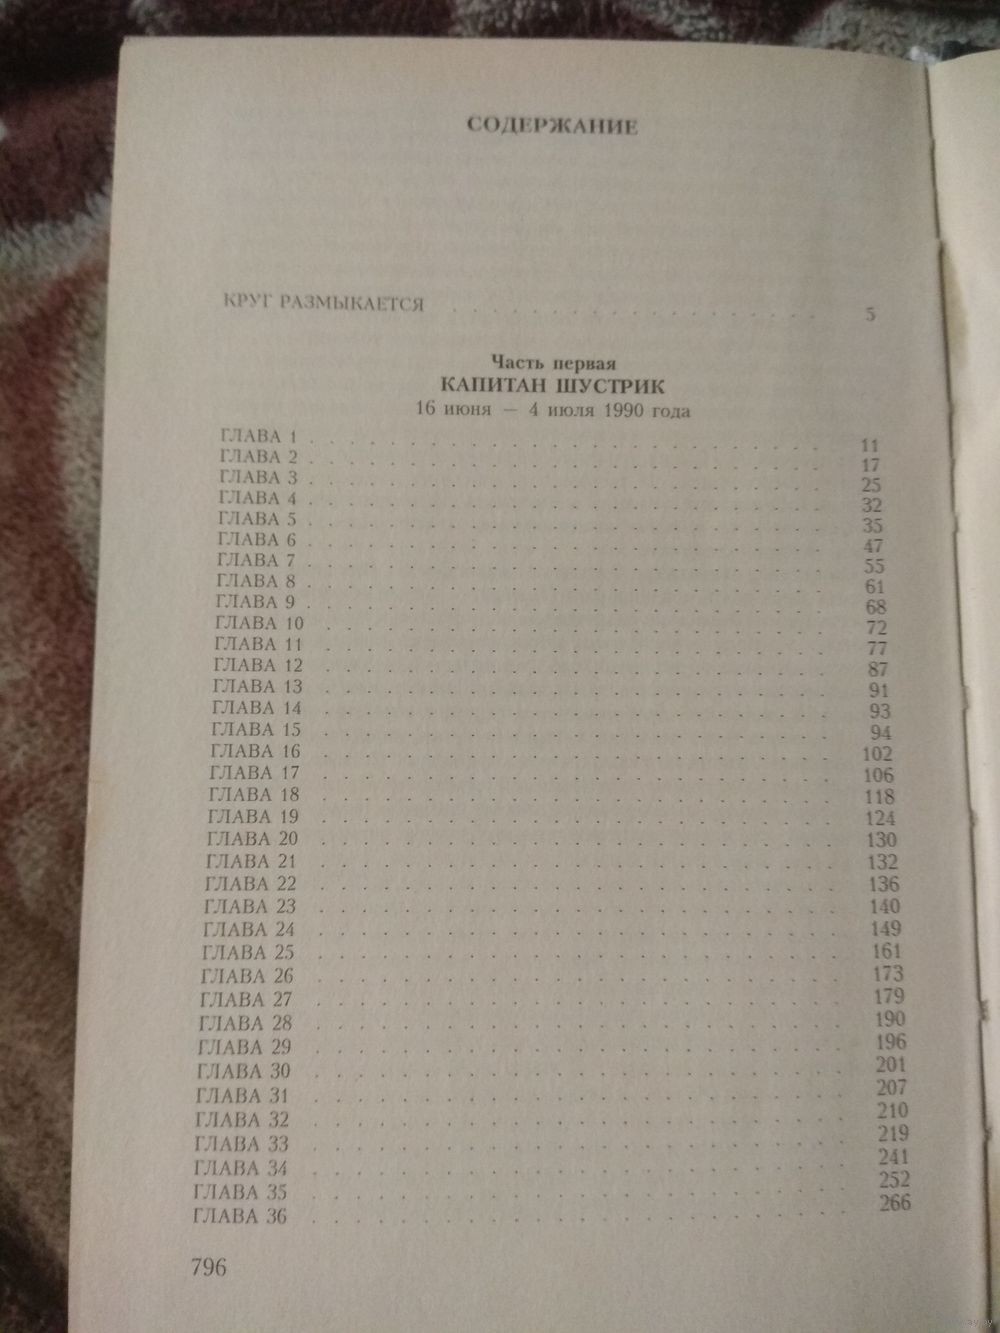 СОДЕРЖАНИЕ
КРУГ РАЗМЫКАЕТСЯ . . . . . . . . . . . . . . . . . . 5
Часть первая
КАПИТАН ШУСТРИК
16 июня — 4 июля 1990 года
ГЛАВА 1 . . . . . . . . . . . . . . . . . . . . . . . . 11
ГЛАВА 2 . . . . . . . . . . . . . . . . . . . . . . . . 17
ГЛАВА 3 . . . . . . . . . . . . . . . . . . . . . . . . 25
ГЛАВА 4 . . . . . . . . . . . . . . . . . . . . . . . . 32
ГЛАВА 5 . . . . . . . . . . . . . . . . . . . . . . . . 35
ГЛАВА 6 . . . . . . . . . . . . . . . . . . . . . . . . 47
ГЛАВА 7 . . . . . . . . . . . . . . . . . . . . . . . . 55
ГЛАВА 8 . . . . . . . . . . . . . . . . . . . . . . . . 61
ГЛАВА 9 . . . . . . . . . . . . . . . . . . . . . . . . 68
ГЛАВА 10 . . . . . . . . . . . . . . . . . . . . . . . . 72
ГЛАВА 11 . . . . . . . . . . . . . . . . . . . . . . . . 77
ГЛАВА 12 . . . . . . . . . . . . . . . . . . . . . . . . 87
ГЛАВА 13 . . . . . . . . . . . . . . . . . . . . . . . . 91
ГЛАВА 14 . . . . . . . . . . . . . . . . . . . . . . . . 93
ГЛАВА 15 . . . . . . . . . . . . . . . . . . . . . . . . 94
ГЛАВА 16 . . . . . . . . . . . . . . . . . . . . . . . . 102
ГЛАВА 17 . . . . . . . . . . . . . . . . . . . . . . . . 106
ГЛАВА 18 . . . . . . . . . . . . . . . . . . . . . . . . 118
ГЛАВА 19 . . . . . . . . . . . . . . . . . . . . . . . . 124
ГЛАВА 20 . . . . . . . . . . . . . . . . . . . . . . . . 130
ГЛАВА 21 . . . . . . . . . . . . . . . . . . . . . . . . 132
ГЛАВА 22 . . . . . . . . . . . . . . . . . . . . . . . . 136
ГЛАВА 23 . . . . . . . . . . . . . . . . . . . . . . . . 140
ГЛАВА 24 . . . . . . . . . . . . . . . . . . . . . . . . 149
ГЛАВА 25 . . . . . . . . . . . . . . . . . . . . . . . . 161
ГЛАВА 26 . . . . . . . . . . . . . . . . . . . . . . . . 173
ГЛАВА 27 . . . . . . . . . . . . . . . . . . . . . . . . 179
ГЛАВА 28 . . . . . . . . . . . . . . . . . . . . . . . . 190
ГЛАВА 29 . . . . . . . . . . . . . . . . . . . . . . . . 196
ГЛАВА 30 . . . . . . . . . . . . . . . . . . . . . . . . 201
ГЛАВА 31 . . . . . . . . . . . . . . . . . . . . . . . . 207
ГЛАВА 32 . . . . . . . . . . . . . . . . . . . . . . . . 210
ГЛАВА 33 . . . . . . . . . . . . . . . . . . . . . . . . 219
ГЛАВА 34 . . . . . . . . . . . . . . . . . . . . . . . . 241
ГЛАВА 35 . . . . . . . . . . . . . . . . . . . . . . . . 252
ГЛАВА 36 . . . . . . . . . . . . . . . . . . . . . . . . 266
796